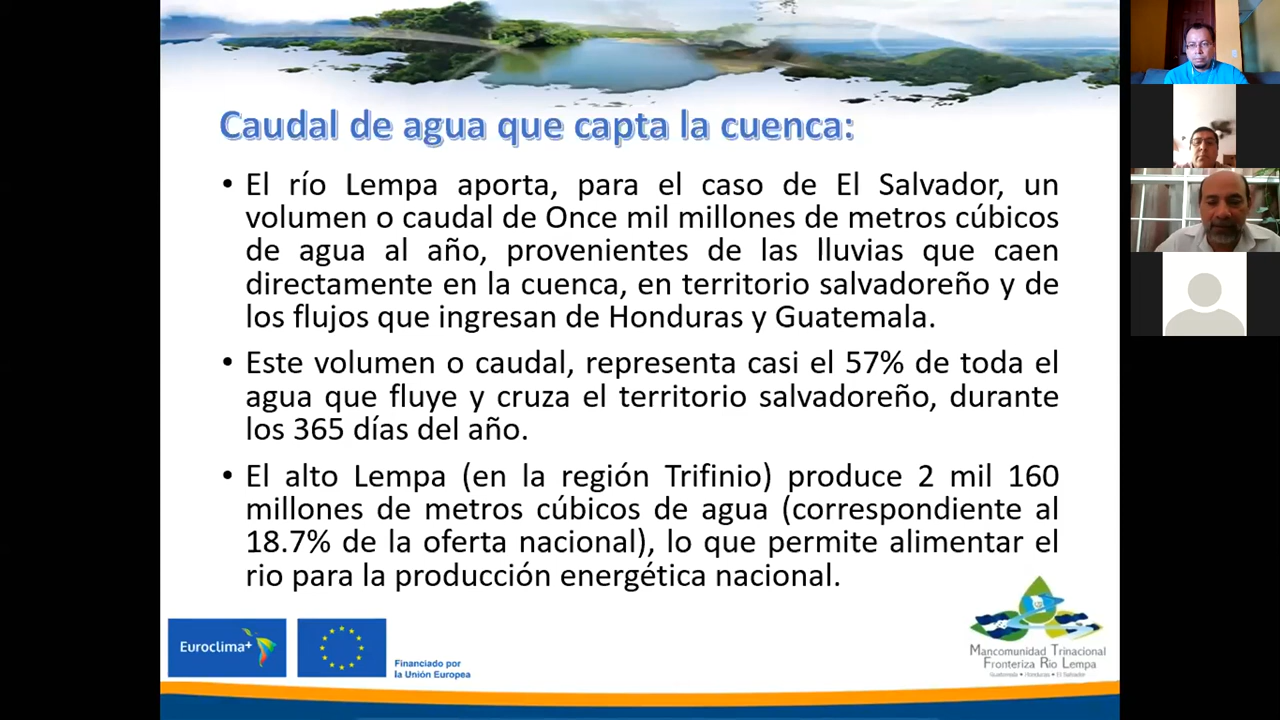 Caudal de agua que capta la cuenca:
• El río Lempa aporta, para el caso de El Salvador, un
volumen o caudal de Once mil millones de metros cúbicos
de agua al año, provenientes de las lluvias que caen
directamente en la cuenca, en territorio salvadoreño y de
los flujos que ingresan de Honduras y Guatemala.
• Este volumen o caudal, representa casi el 57% de toda el
agua que fluye y cruza el territorio salvadoreño, durante
los 365 días del año.
• El alto Lempa (en la región Trifinio) produce 2 mil 160
millones de metros cúbicos de agua (correspondiente al
18.7% de la oferta nacional), lo que permite alimentar el
rio para la producción energética nacional.
Euroclima+
Financiado por
la Unión Europea
Mancomunidad Trinacional
Fronteriza Río Lempa
Guatemala • Honduras • El Salvador